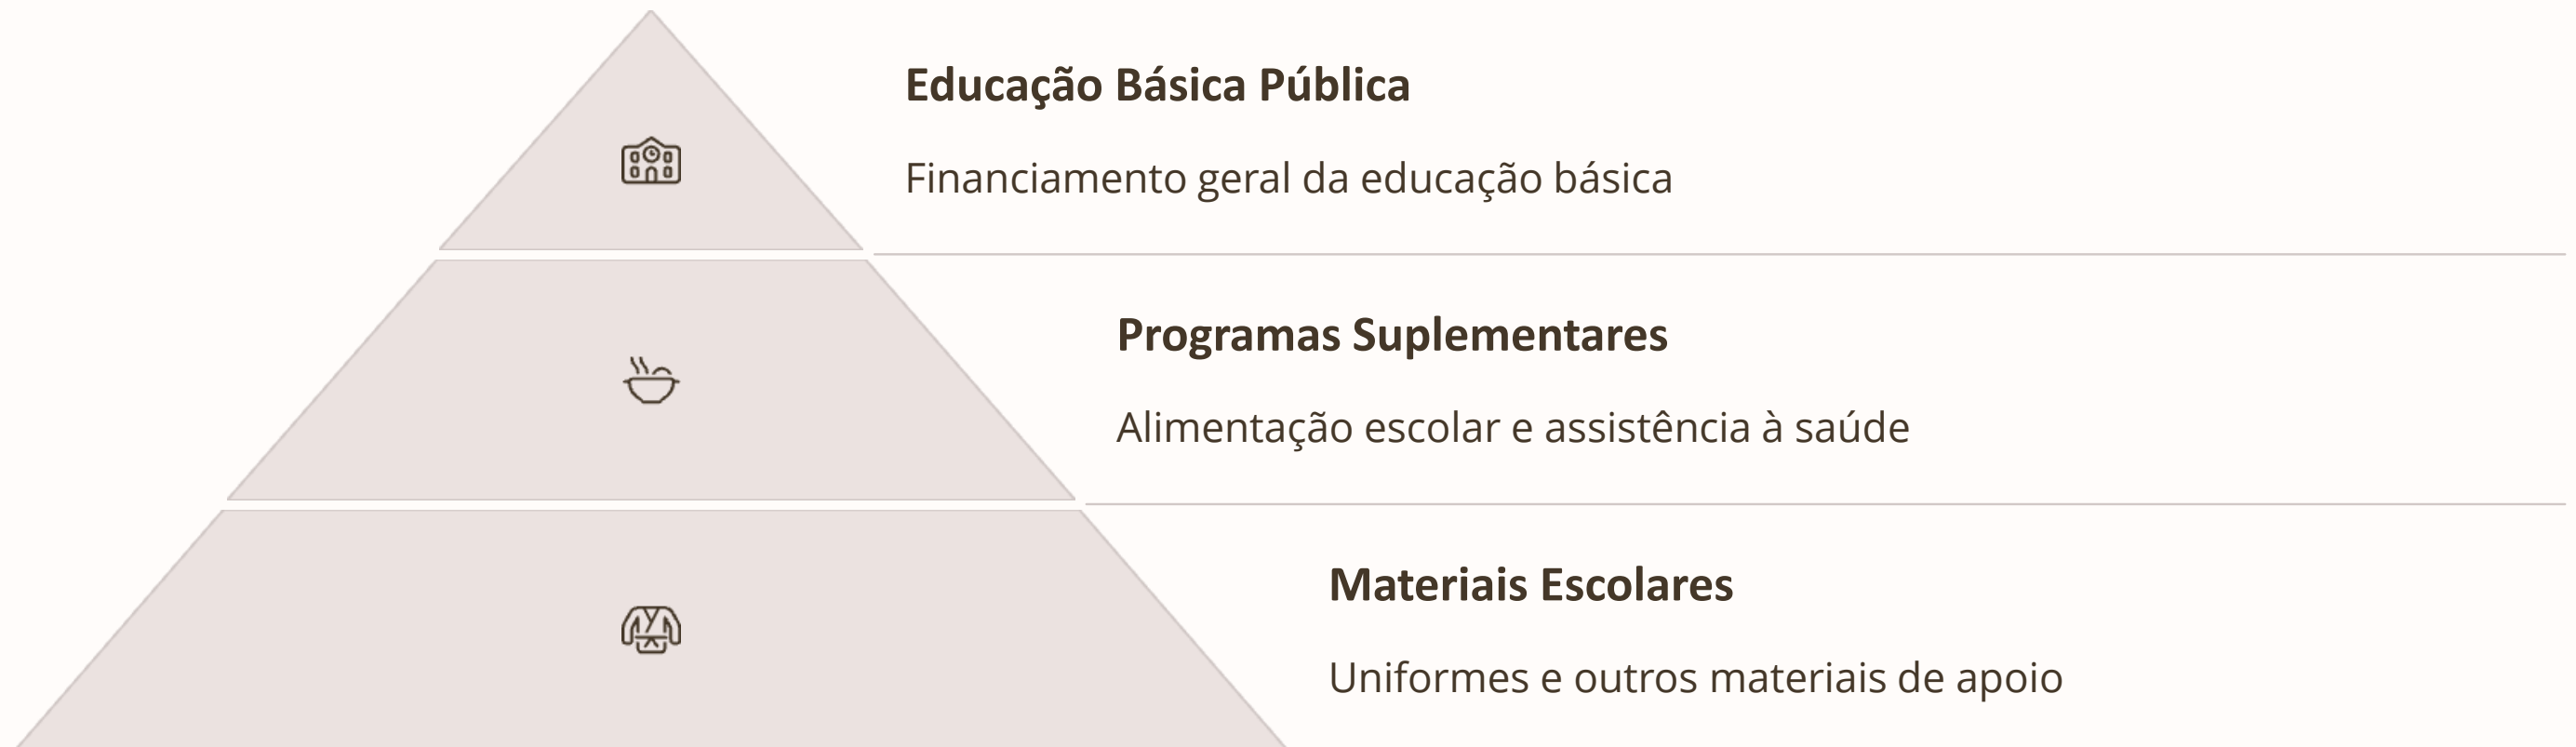 Educação Básica Pública
Financiamento geral da educação básica
Programas Suplementares
Alimentação escolar e assistência à saúde
Materiais Escolares
Uniformes e outros materiais de apoio